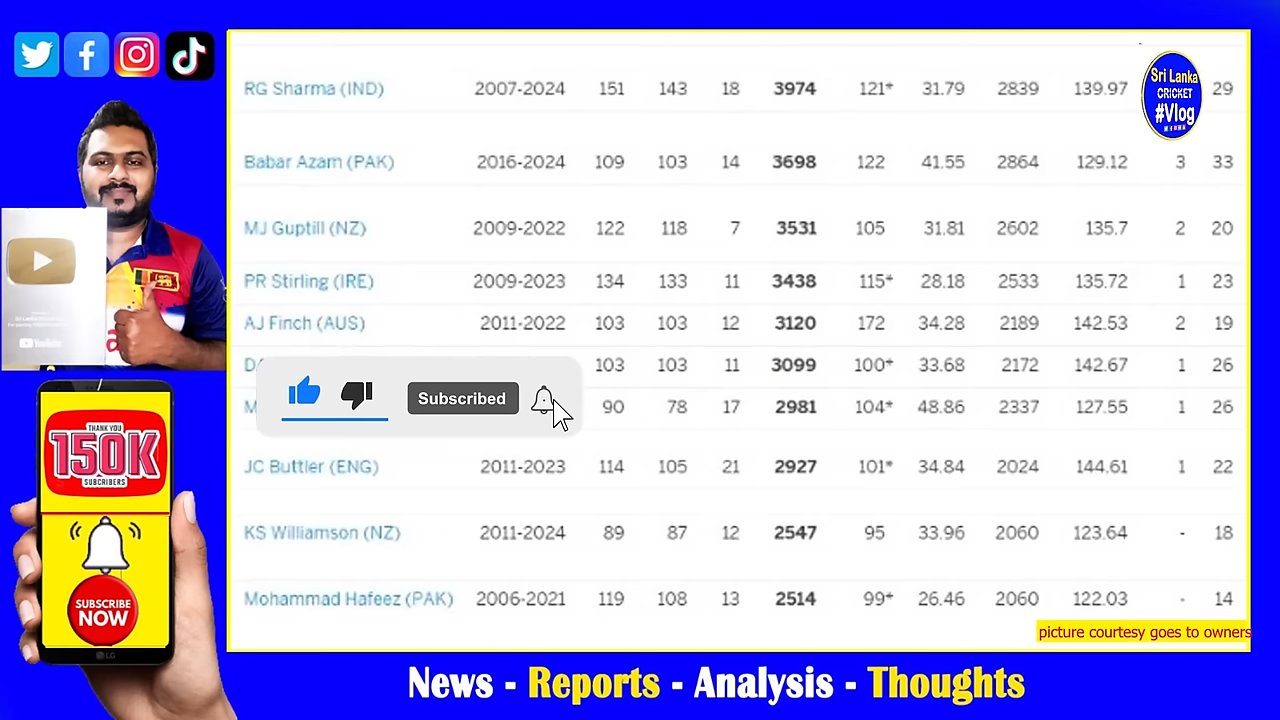 RG Sharma (IND) 2007-2024 151 143 18 3974 121* 31.79 2839 139.97 29
Sri Lanka
CRICKET
#Vlog
Babar Azam (PAK) 2016-2024 109 103 14 3698 122 41.55 2864 129.12 3 33
MJ Guptill (NZ) 2009-2022 122 118 7 3531 105 31.81 2602 135.7 2 20
PR Stirling (IRE) 2009-2023 134 133 11 3438 115* 28.18 2533 135.72 1 23
AJ Finch (AUS) 2011-2022 103 103 12 3120 172 34.28 2189 142.53 2 19
103 103 11 3099 100* 33.68 2172 142.67 1 26
Subscribed
90 78 17 2981 104* 48.86 2337 127.55 1 26
JC Buttler (ENG) 2011-2023 114 105 21 2927 101* 34.84 2024 144.61 1 22
KS Williamson (NZ) 2011-2024 89 87 12 2547 95 33.96 2060 123.64 - 18
Mohammad Hafeez (PAK) 2006-2021 119 108 13 2514 99* 26.46 2060 122.03 - 14
picture courtesy goes to owners
YouTube
THANK YOU
150K
SUBCRIBERS
SUBSCRIBE
NOW
LG
News - Reports - Analysis - Thoughts